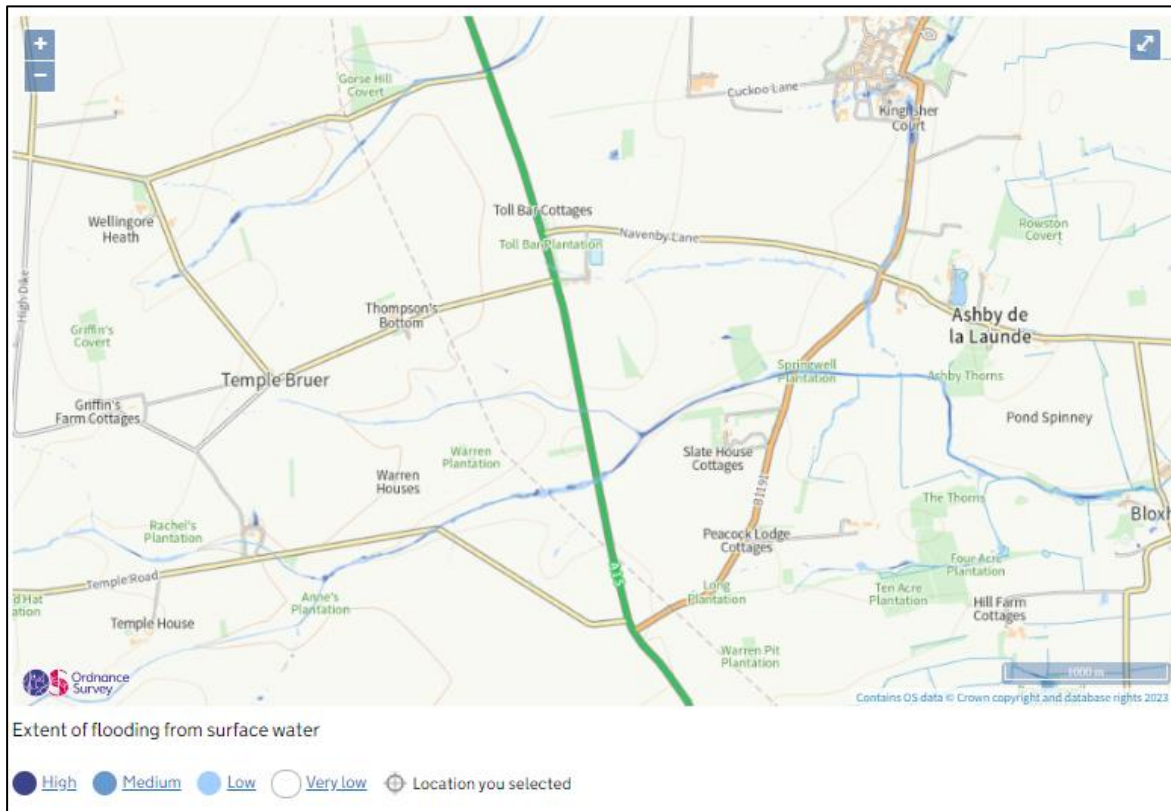 +
−
Gorse Hill
Covert
Cuckoo Lane
Kingfisher
Court
Wellingore
Heath
Toll Bar Cottages
Toll Bar Plantation
Navenby Lane
Rowston
Covert
High Dike
Thompson's
Bottom
Griffin's
Covert
Ashby de
la Launde
Temple Bruer
Springwell
Plantation
Ashby Thorns
Griffin's
Farm Cottages
Pond Spinney
Warren
Plantation
Slate House
Cottages
Warren
Houses
B1191
The Thorns
Rachel's
Plantation
Peacock Lodge
Cottages
Bloxh
A15
Four Acre
Plantation
Temple Road
Long
Plantation
Ten Acre
Plantation
d Hat
ation
Anne's
Plantation
Hill Farm
Cottages
Temple House
Warren Pit
Plantation
Ordnance
Survey
1000 m
Contains OS data © Crown copyright and database rights 2023
Extent of flooding from surface water
High Medium Low Very low Location you selected